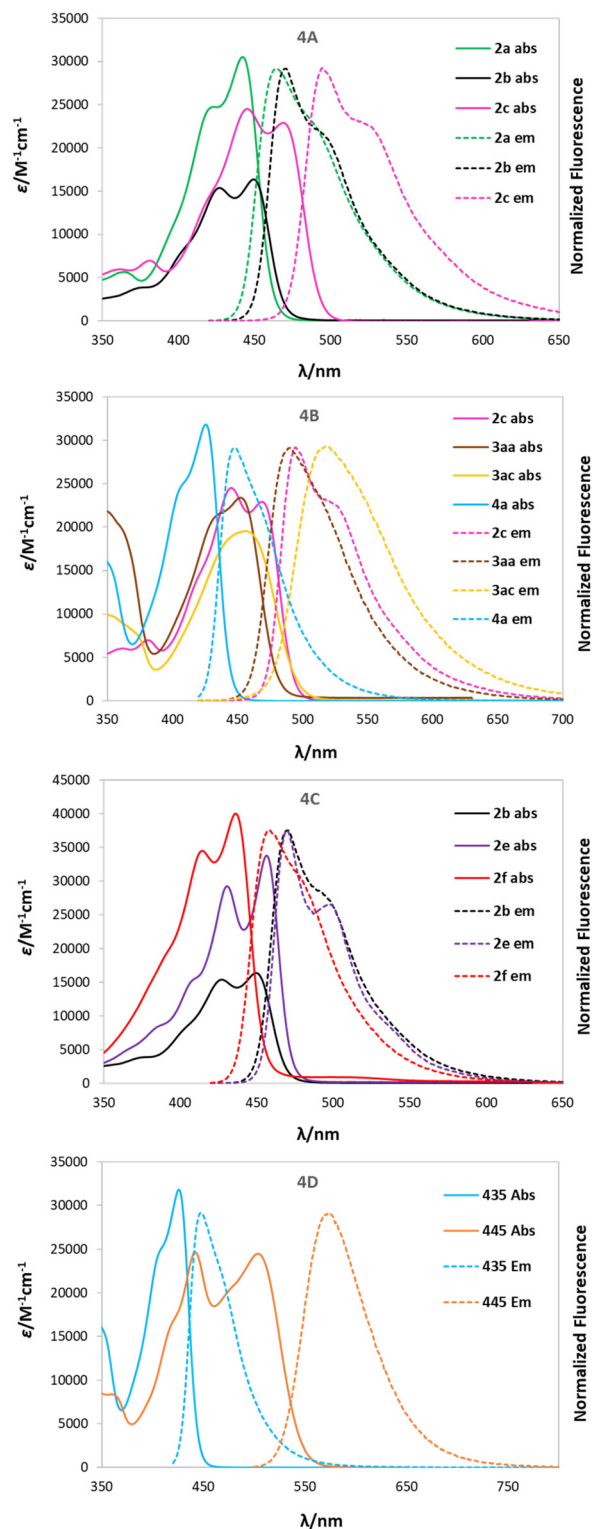 4A
35000
30000
25000
20000
15000
10000
5000
0
ε/M⁻¹cm⁻¹
2a abs
2b abs
2c abs
2a em
2b em
2c em
Normalized Fluorescence
350 400 450 500 550 600 650
λ/nm
4B
35000
30000
25000
20000
15000
10000
5000
0
ε/M⁻¹cm⁻¹
2c abs
3aa abs
3ac abs
4a abs
2c em
3aa em
3ac em
4a em
Normalized Fluorescence
350 400 450 500 550 600 650 700
λ/nm
4C
45000
40000
35000
30000
25000
20000
15000
10000
5000
0
ε/M⁻¹cm⁻¹
2b abs
2e abs
2f abs
2b em
2e em
2f em
Normalized Fluorescence
350 400 450 500 550 600 650
λ/nm
4D
35000
30000
25000
20000
15000
10000
5000
0
ε/M⁻¹cm⁻¹
435 Abs
445 Abs
435 Em
445 Em
Normalized Fluorescence
350 450 550 650 750
λ/nm